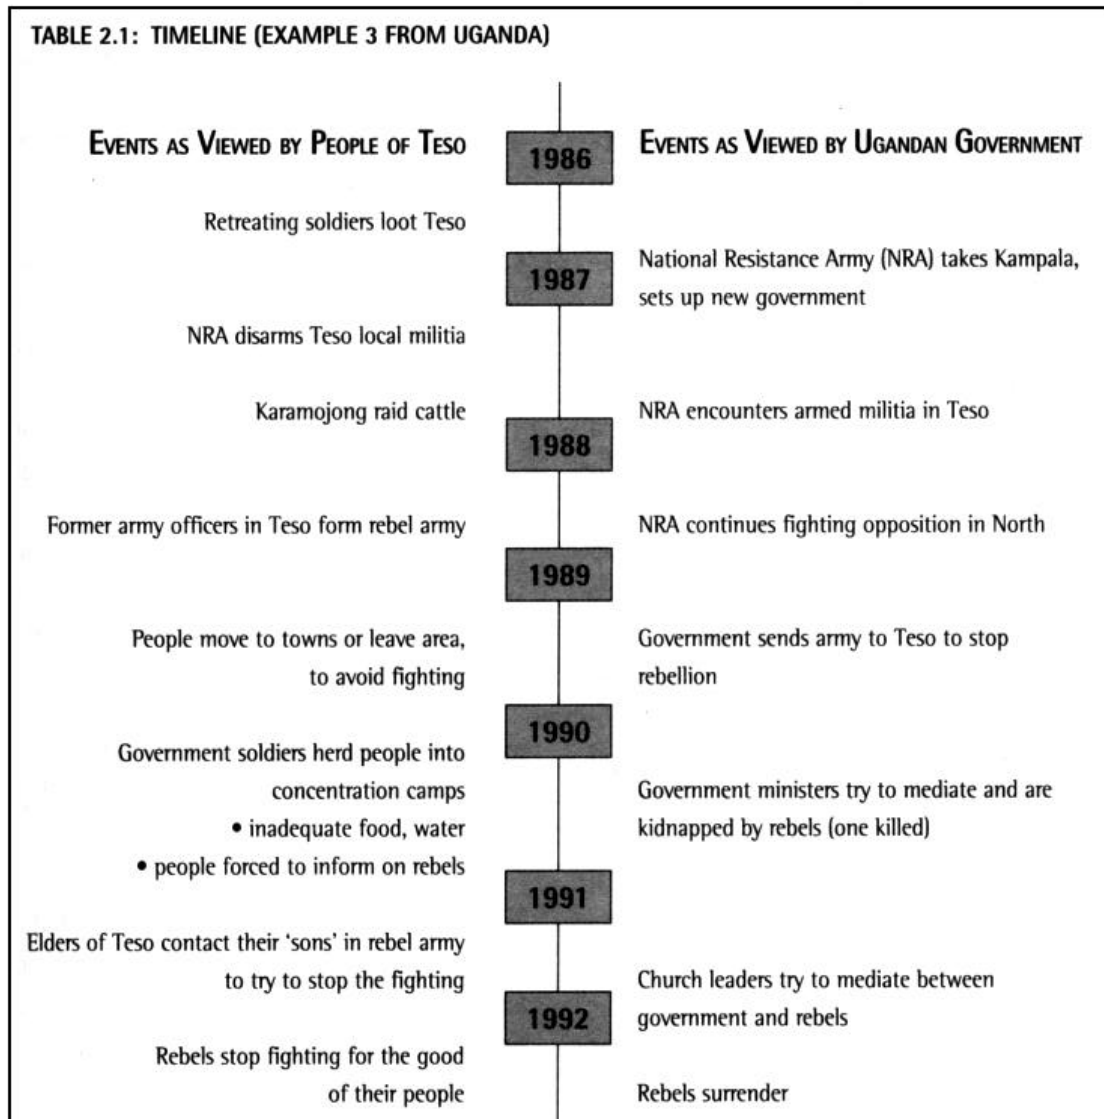 TABLE 2.1: TIMELINE (EXAMPLE 3 FROM UGANDA)
EVENTS AS VIEWED BY PEOPLE OF TESO
1986
EVENTS AS VIEWED BY UGANDAN GOVERNMENT
Retreating soldiers loot Teso
1987
National Resistance Army (NRA) takes Kampala,
sets up new government
NRA disarms Teso local militia
Karamojong raid cattle
NRA encounters armed militia in Teso
1988
Former army officers in Teso form rebel army
NRA continues fighting opposition in North
1989
People move to towns or leave area,
to avoid fighting
Government sends army to Teso to stop
rebellion
1990
Government soldiers herd people into
concentration camps
• inadequate food, water
• people forced to inform on rebels
Government ministers try to mediate and are
kidnapped by rebels (one killed)
1991
Elders of Teso contact their ‘sons’ in rebel army
to try to stop the fighting
Church leaders try to mediate between
government and rebels
1992
Rebels stop fighting for the good
of their people
Rebels surrender